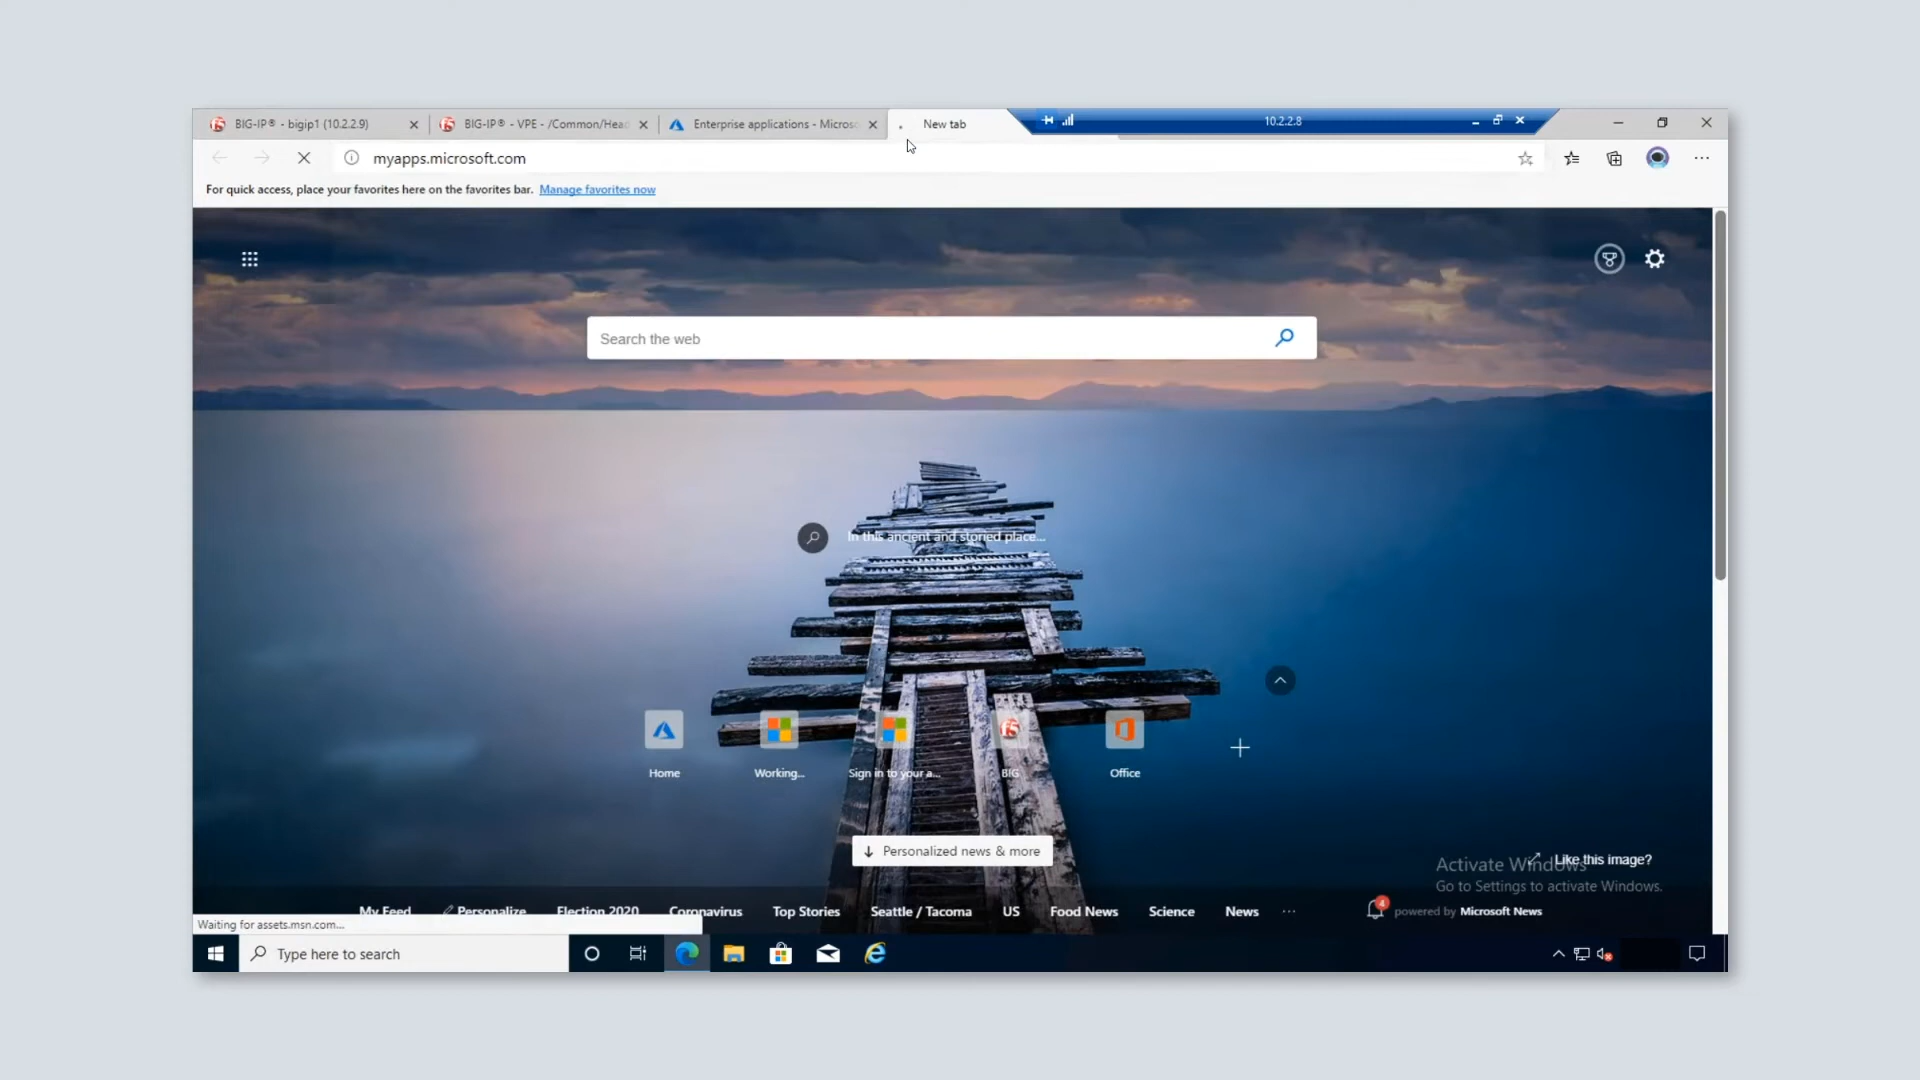 BIG-IP® - bigip1 (10.2.2.9)
BIG-IP® - VPE - /Common/Head
Enterprise applications - Microso
New tab
10.2.2.8
myapps.microsoft.com
For quick access, place your favorites here on the favorites bar. Manage favorites now
Search the web
In this ancient and storied place...
Home
Working...
Sign in to your a...
BIG
Office
Personalized news & more
Like this image?
Activate Windows
Go to Settings to activate Windows.
My Feed
Personalize
Election 2020
Coronavirus
Top Stories
Seattle / Tacoma
US
Food News
Science
News
...
4
powered by Microsoft News
Waiting for assets.msn.com...
Type here to search